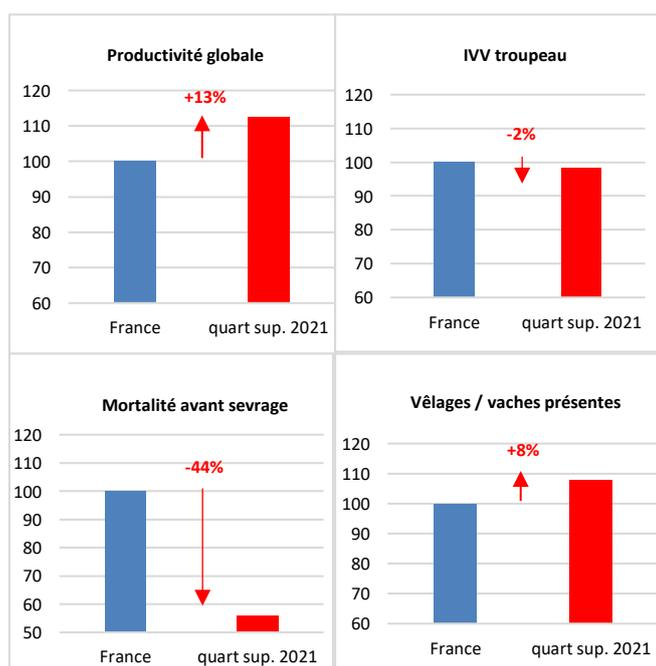 Productivité globale
120
110
100
90
80
70
60
+13%
France
quart sup. 2021
IVV troupeau
120
110
100
90
80
70
60
-2%
France
quart sup. 2021
Mortalité avant sevrage
120
110
100
90
80
70
60
50
-44%
France
quart sup. 2021
Vêlages / vaches présentes
120
110
100
90
80
70
60
+8%
France
quart sup. 2021